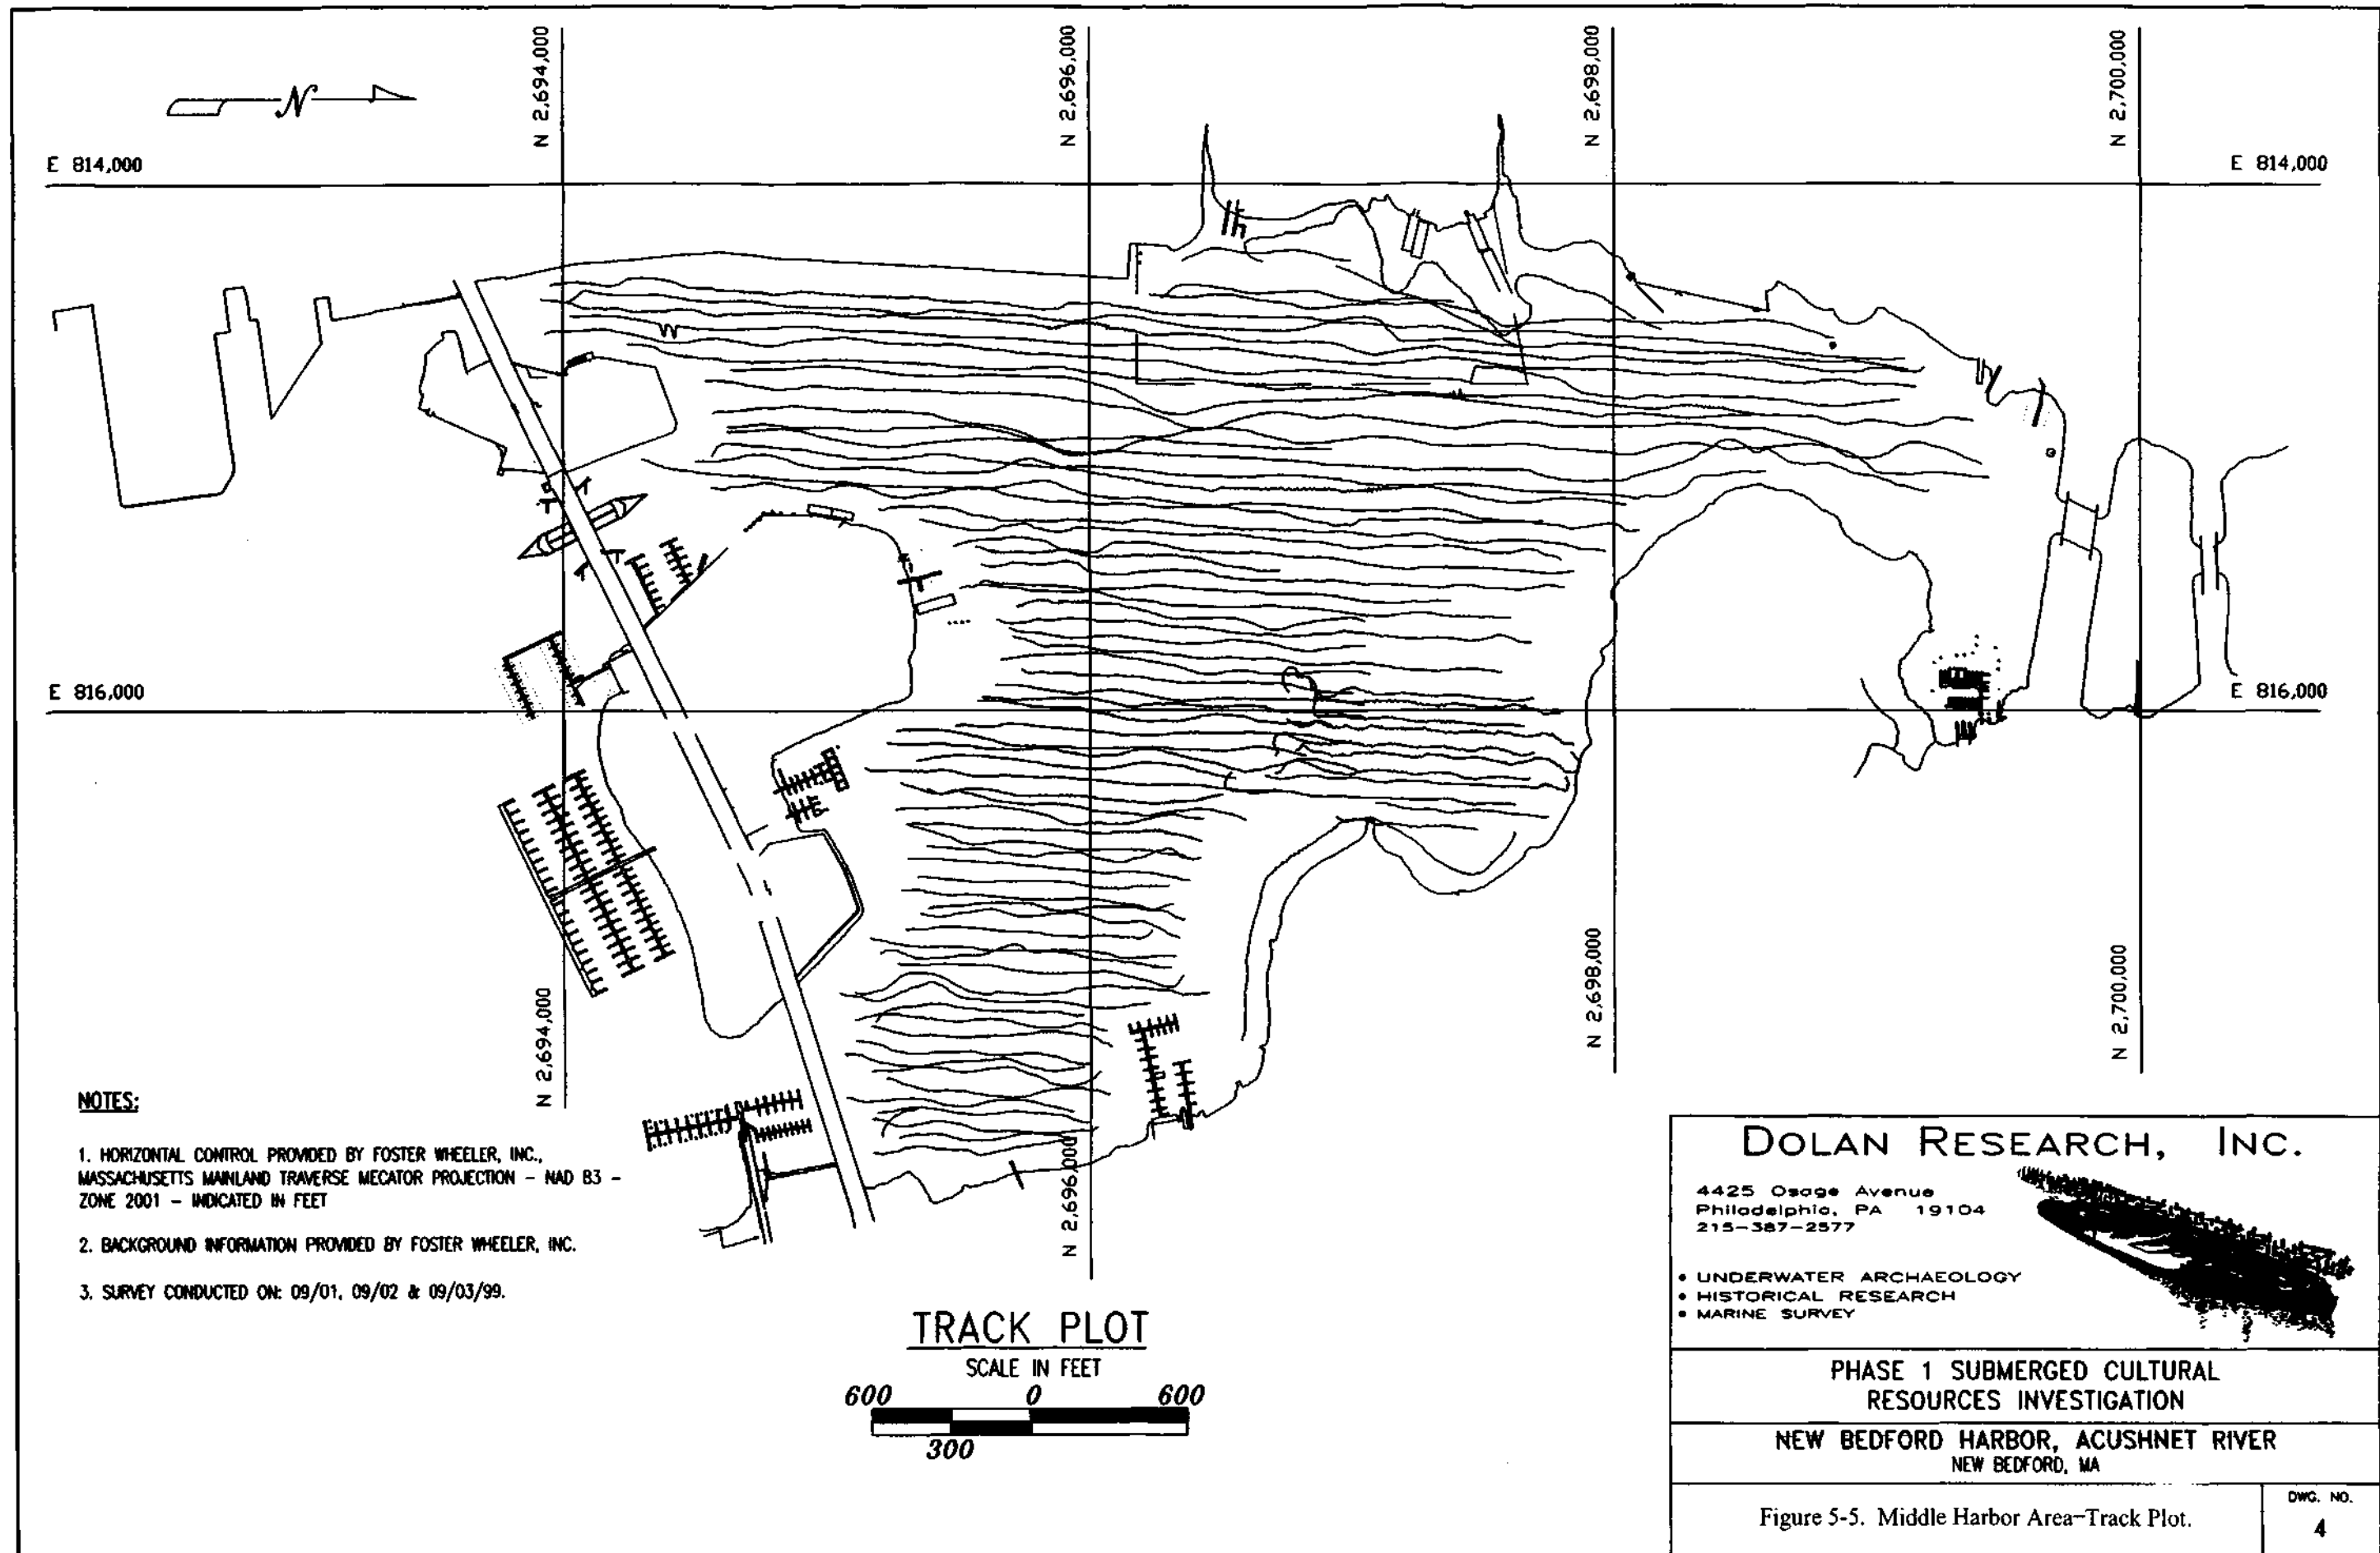 N 2,694,000
N 2,696,000
N 2,698,000
N 2,700,000
N
E 814,000
E 814,000
E 816,000
E 816,000
N 2,694,000
N 2,696,000
N 2,698,000
N 2,700,000
NOTES:
1. HORIZONTAL CONTROL PROVIDED BY FOSTER WHEELER, INC.,
MASSACHUSETTS MAINLAND TRAVERSE MECATOR PROJECTION - NAD 83 -
ZONE 2001 - INDICATED IN FEET
2. BACKGROUND INFORMATION PROVIDED BY FOSTER WHEELER, INC.
3. SURVEY CONDUCTED ON: 09/01, 09/02 & 09/03/99.
TRACK PLOT
SCALE IN FEET
600 0 600
300
DOLAN RESEARCH, INC.
4425 Osage Avenue
Philadelphia, PA 19104
215-387-2577
• UNDERWATER ARCHAEOLOGY
• HISTORICAL RESEARCH
• MARINE SURVEY
PHASE 1 SUBMERGED CULTURAL
RESOURCES INVESTIGATION
NEW BEDFORD HARBOR, ACUSHNET RIVER
NEW BEDFORD, MA
Figure 5-5. Middle Harbor Area-Track Plot.
DWG. NO.
4